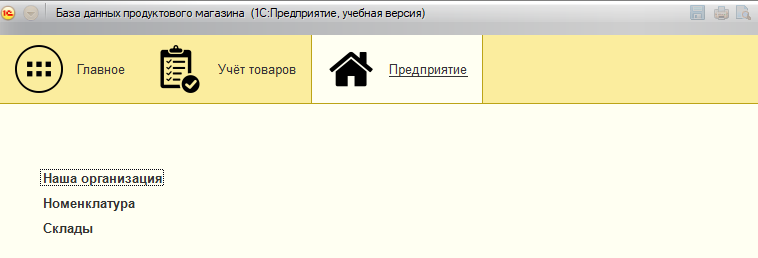 База данных продуктового магазина (1С:Предприятие, учебная версия)
Главное
Учёт товаров
Предприятие
Наша организация
Номенклатура
Склады